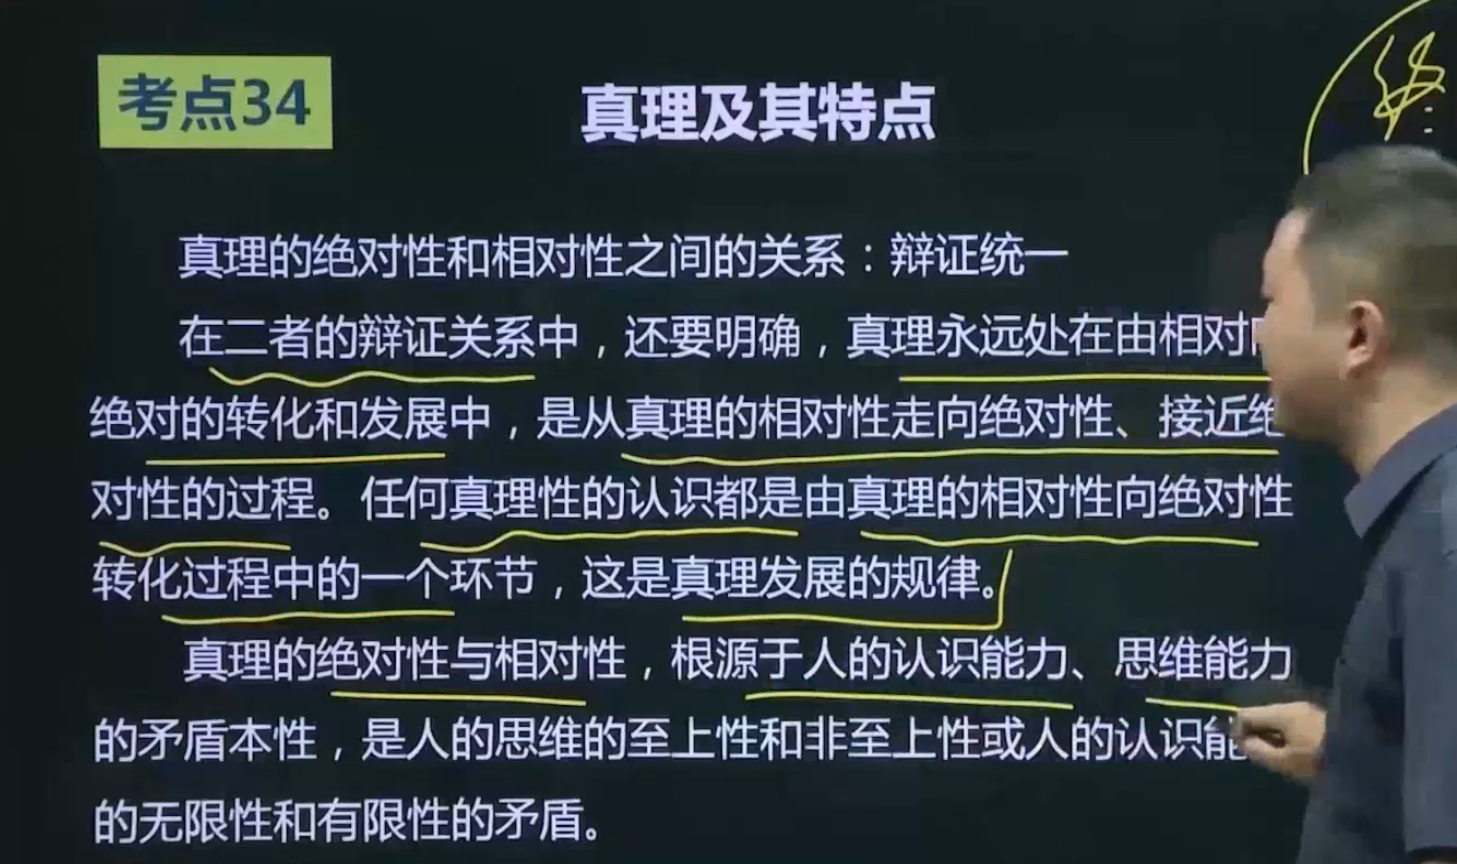 考点34
真理及其特点
真理的绝对性和相对性之间的关系：辩证统一
在二者的辩证关系中，还要明确，真理永远处在由相对
绝对的转化和发展中，是从真理的相对性走向绝对性、接近绝
对性的过程。任何真理性的认识都是由真理的相对性向绝对性
转化过程中的一个环节，这是真理发展的规律。
真理的绝对性与相对性，根源于人的认识能力、思维能力
的矛盾本性，是人的思维的至上性和非至上性或人的认识能
的无限性和有限性的矛盾。